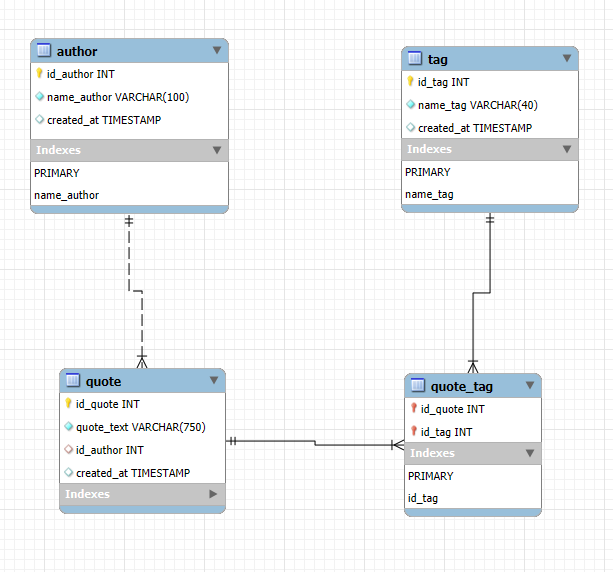 author
id_author INT
name_author VARCHAR(100)
created_at TIMESTAMP
Indexes
PRIMARY
name_author
tag
id_tag INT
name_tag VARCHAR(40)
created_at TIMESTAMP
Indexes
PRIMARY
name_tag
quote
id_quote INT
quote_text VARCHAR(750)
id_author INT
created_at TIMESTAMP
Indexes
quote_tag
id_quote INT
id_tag INT
Indexes
PRIMARY
id_tag